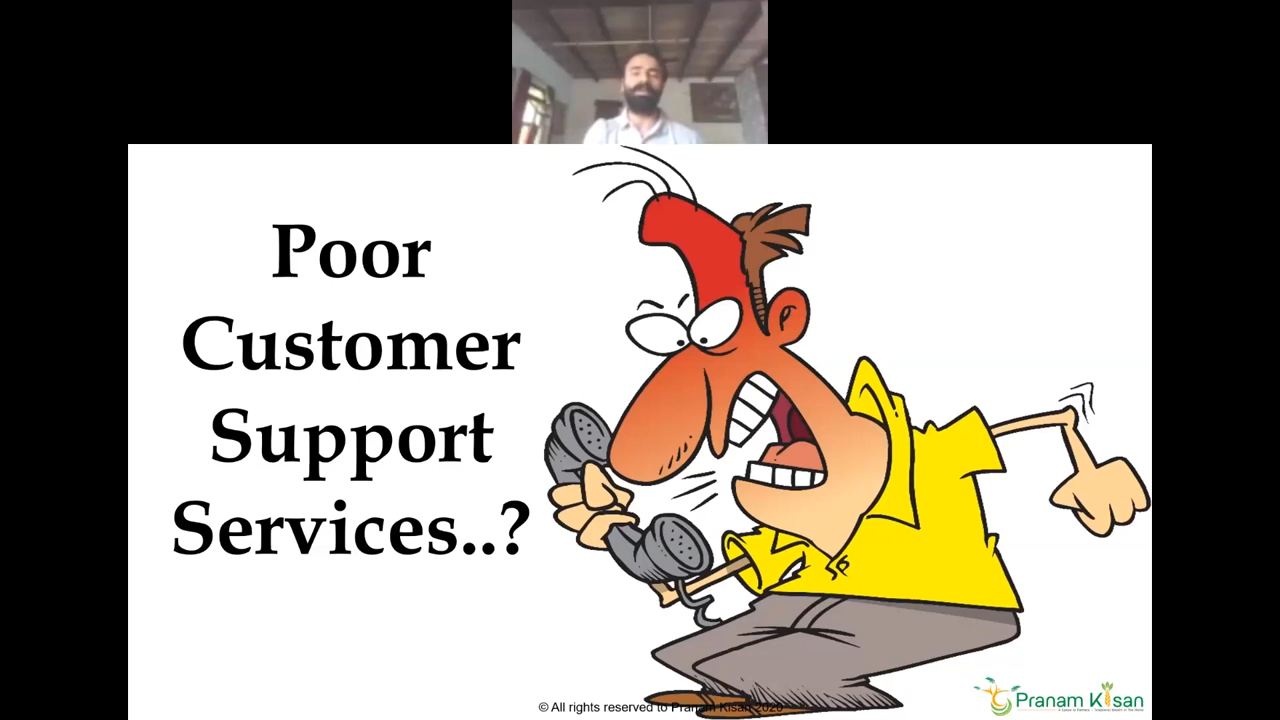 Poor
Customer
Support
Services..?
© All rights reserved to Pranam Kisan 2020
Pranam Kisan